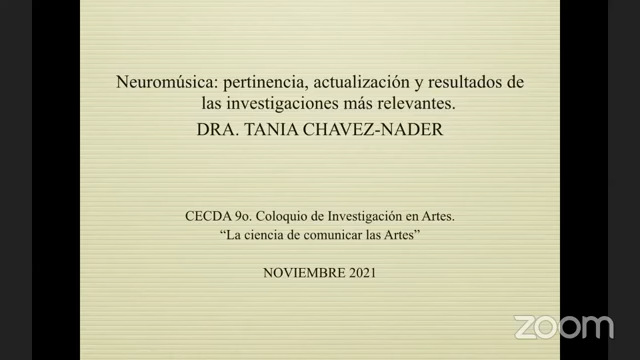 Neuromúsica: pertinencia, actualización y resultados de
las investigaciones más relevantes.
DRA. TANIA CHAVEZ-NADER
CECDA 9o. Coloquio de Investigación en Artes.
“La ciencia de comunicar las Artes”
NOVIEMBRE 2021
zoom